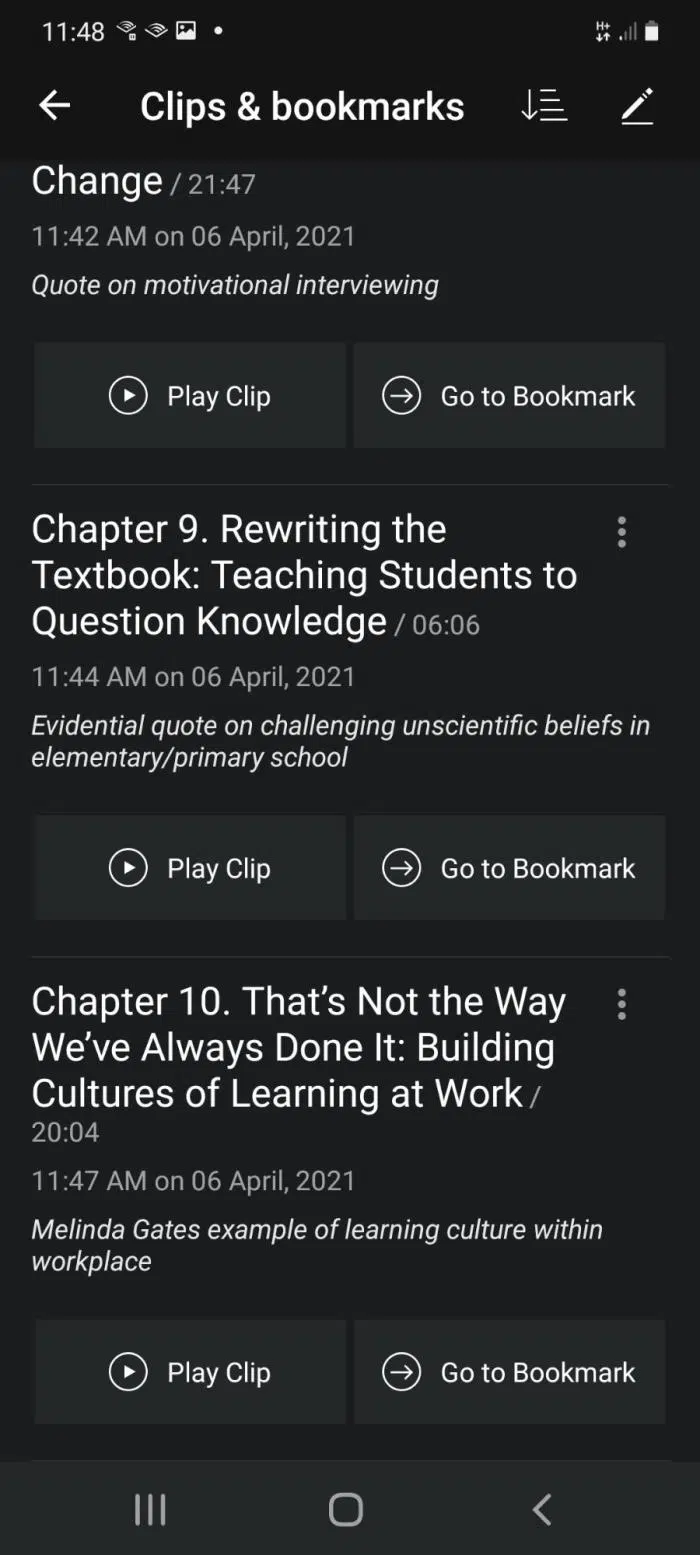 11:48
H+
Clips & bookmarks
Change / 21:47
11:42 AM on 06 April, 2021
Quote on motivational interviewing
Play Clip
Go to Bookmark
Chapter 9. Rewriting the
Textbook: Teaching Students to
Question Knowledge / 06:06
11:44 AM on 06 April, 2021
Evidential quote on challenging unscientific beliefs in
elementary/primary school
Play Clip
Go to Bookmark
Chapter 10. That’s Not the Way
We’ve Always Done It: Building
Cultures of Learning at Work /
20:04
11:47 AM on 06 April, 2021
Melinda Gates example of learning culture within
workplace
Play Clip
Go to Bookmark